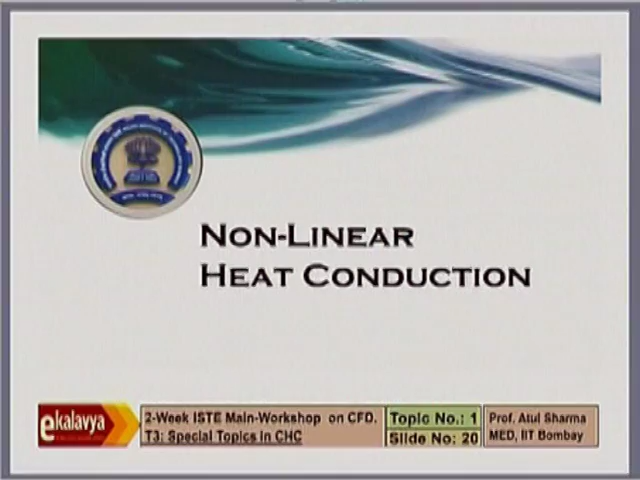 NON-LINEAR
HEAT CONDUCTION
ekalavya
2-Week ISTE Main-Workshop on CFD.
T3: Special Topics in CHC
Topic No.: 1
Slide No: 20
Prof. Atul Sharma
MED, IIT Bombay